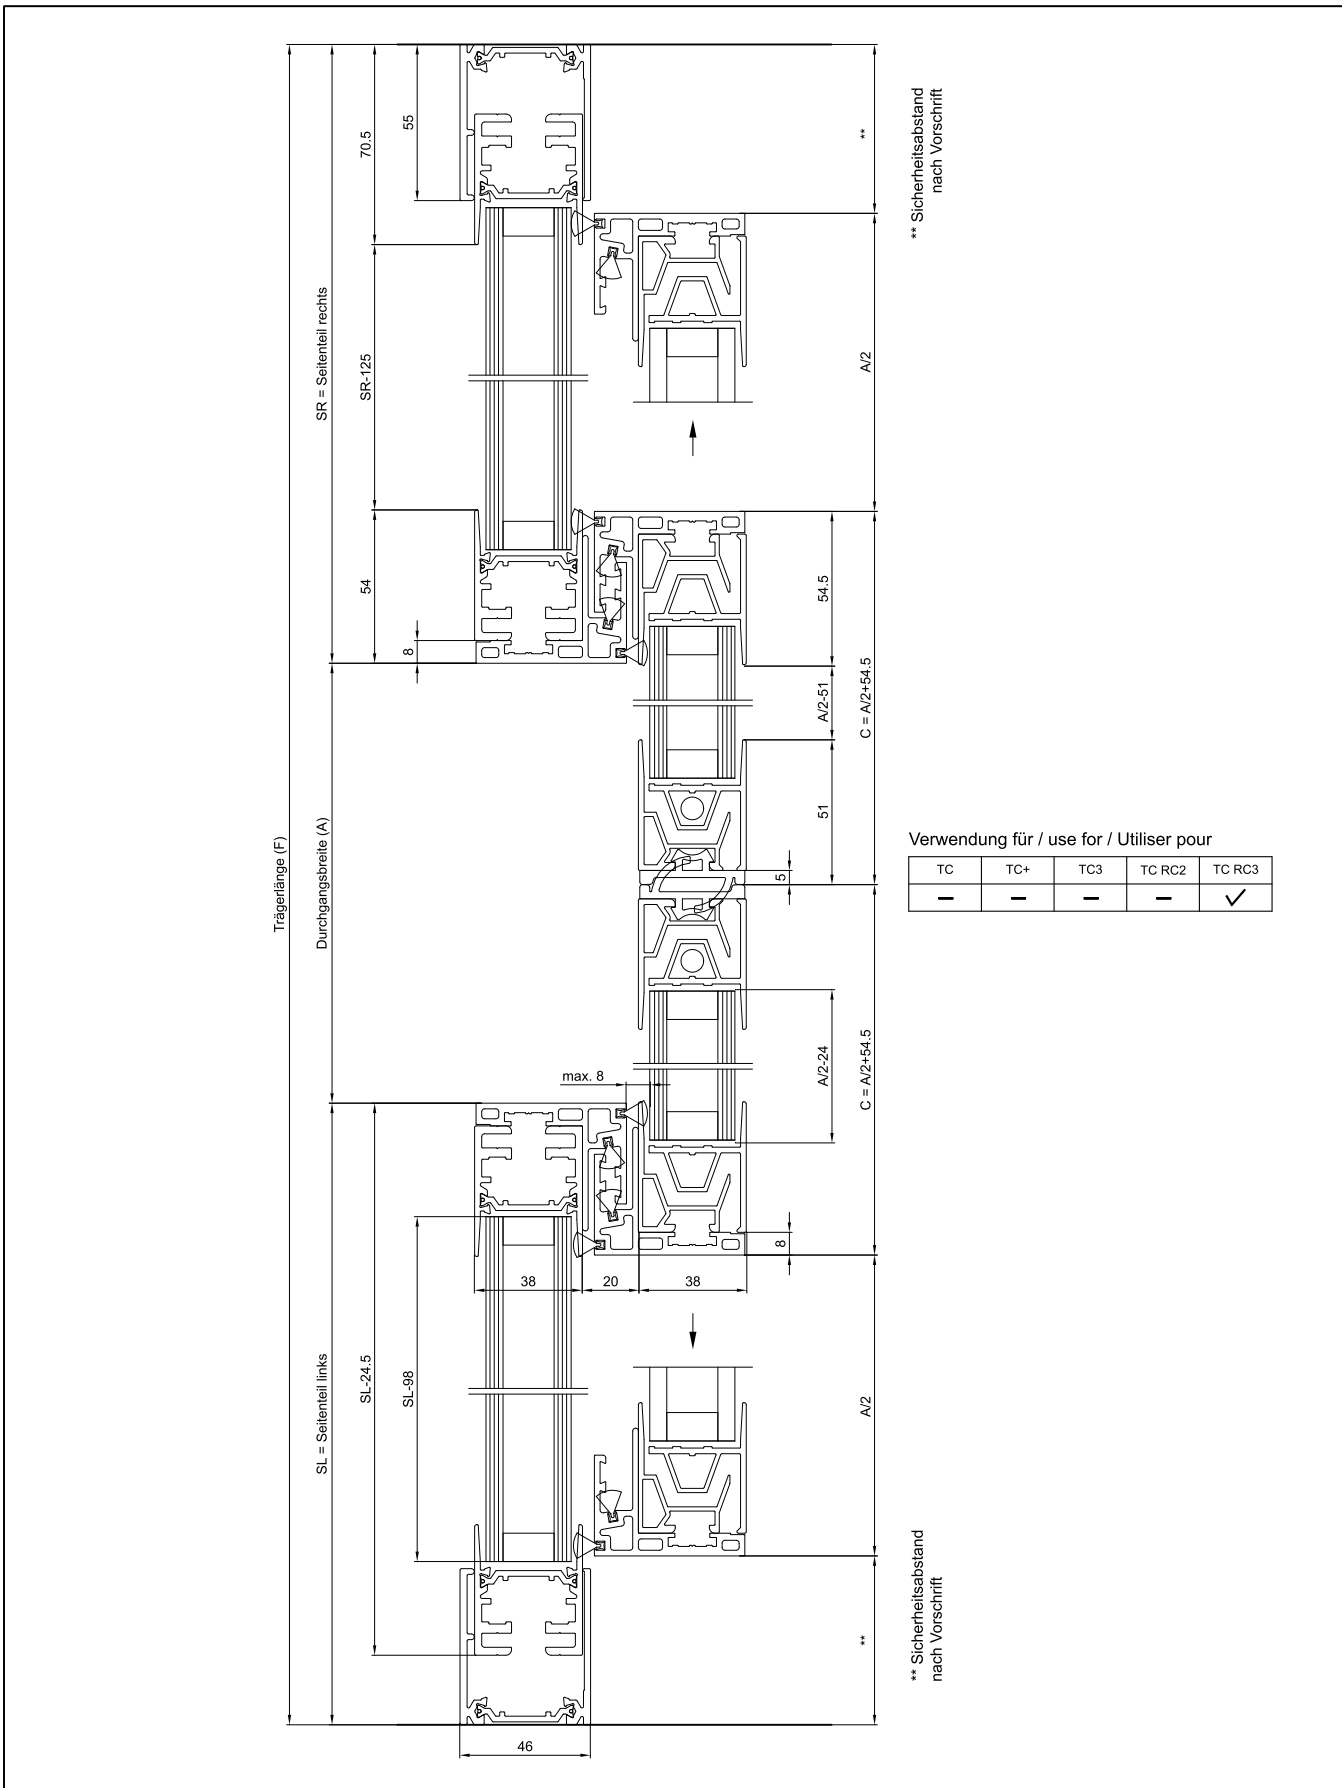 Trägerlänge (F)
SR = Seitenteil rechts
Durchgangsbreite (A)
SL = Seitenteil links
70.5
SR-125
54
SL-24.5
55
8
SL-98
46
38
20
38
max. 8
54.5
A/2-51
51
5
A/2-24
8
**
A/2
C = A/2+54.5
C = A/2+54.5
A/2
**
** Sicherheitsabstand
nach Vorschrift
Verwendung für / use for / Utiliser pour
TC TC+ TC3 TC RC2 TC RC3
– – – – ✓
** Sicherheitsabstand
nach Vorschrift